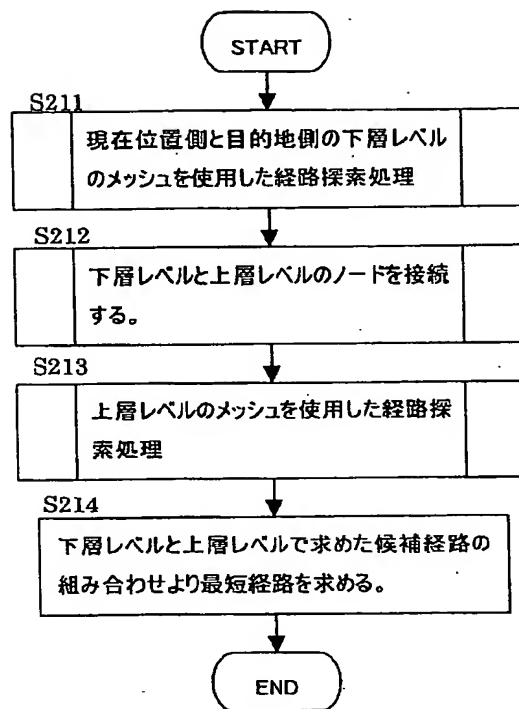 START
S211
現在位置側と目的地側の下層レベル
のメッシュを使用した経路探索処理
S212
下層レベルと上層レベルのノードを接続
する。
S213
上層レベルのメッシュを使用した経路探
索処理
S214
下層レベルと上層レベルで求めた候補経路の
組み合わせより最短経路を求める。
END